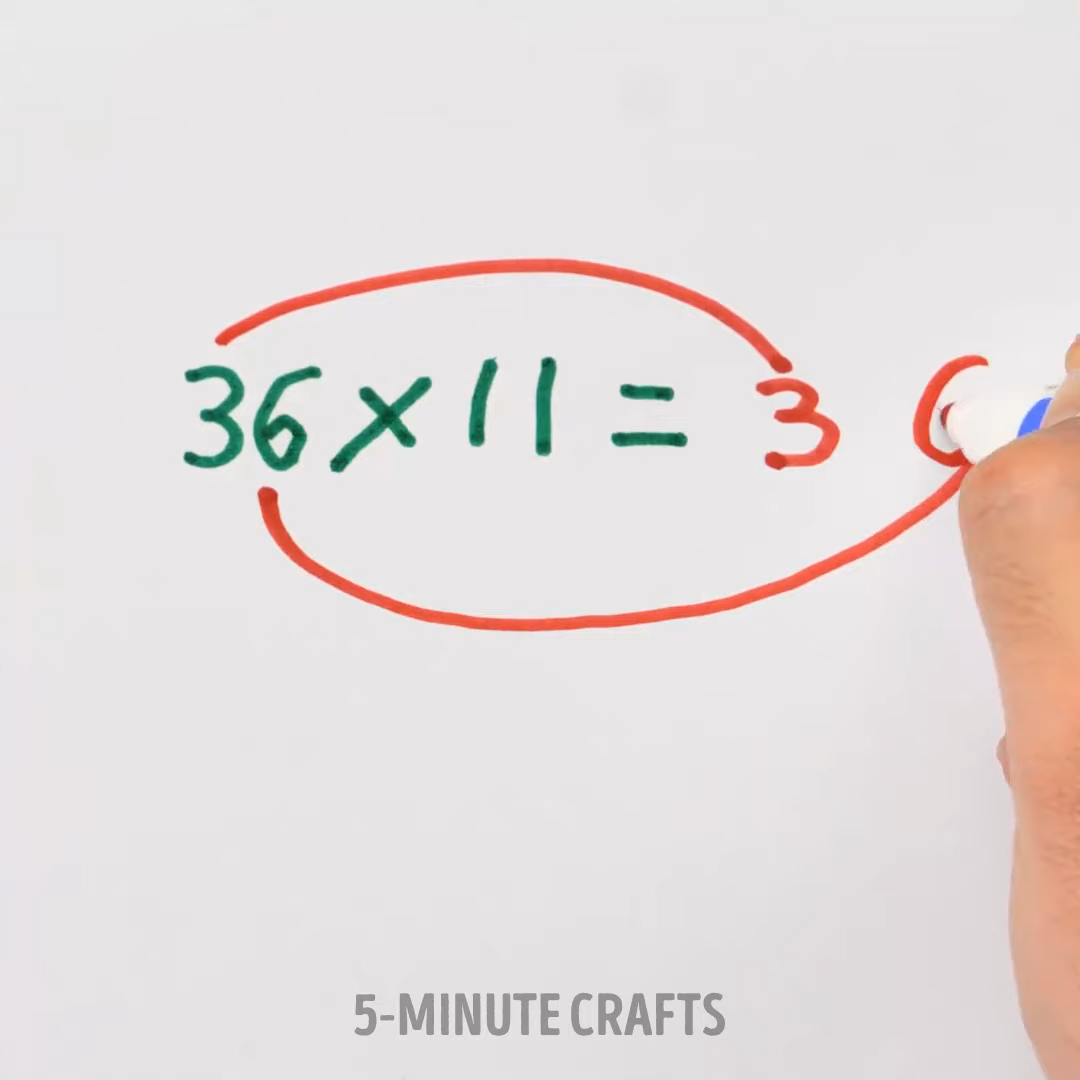 36 × 11 = 3
5-MINUTE CRAFTS